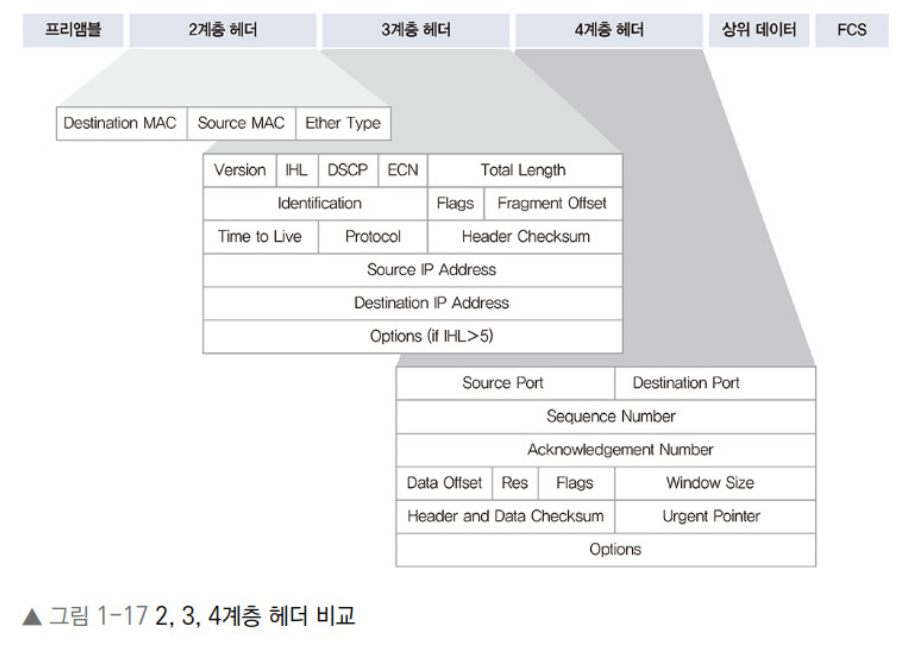 프리앰블 2계층 헤더 3계층 헤더 4계층 헤더 상위 데이터 FCS
Destination MAC Source MAC Ether Type
Version IHL DSCP ECN Total Length
Identification Flags Fragment Offset
Time to Live Protocol Header Checksum
Source IP Address
Destination IP Address
Options (if IHL>5)
Source Port Destination Port
Sequence Number
Acknowledgement Number
Data Offset Res Flags Window Size
Header and Data Checksum Urgent Pointer
Options
▲ 그림 1-17 2, 3, 4계층 헤더 비교